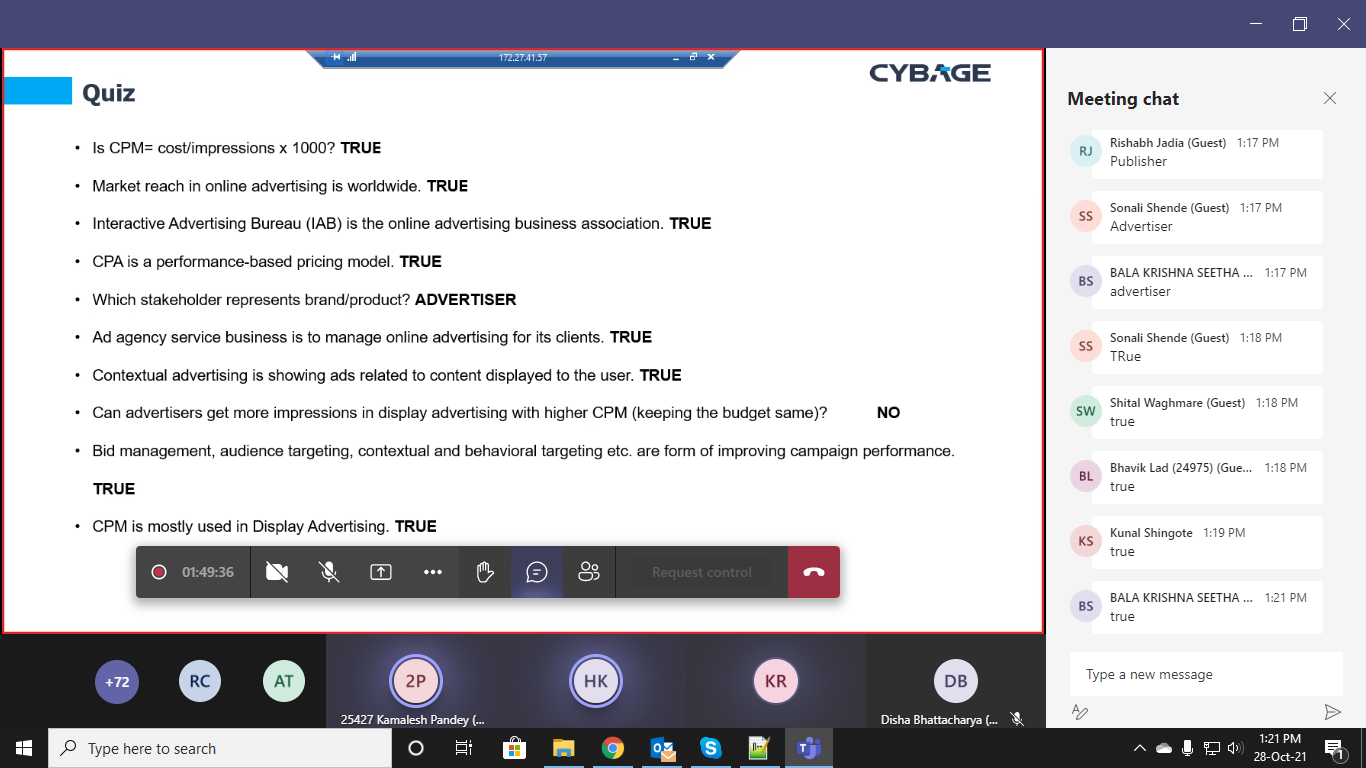 172.27.41.57
CYBAGE
Quiz
• Is CPM= cost/impressions x 1000? TRUE
• Market reach in online advertising is worldwide. TRUE
• Interactive Advertising Bureau (IAB) is the online advertising business association. TRUE
• CPA is a performance-based pricing model. TRUE
• Which stakeholder represents brand/product? ADVERTISER
• Ad agency service business is to manage online advertising for its clients. TRUE
• Contextual advertising is showing ads related to content displayed to the user. TRUE
• Can advertisers get more impressions in display advertising with higher CPM (keeping the budget same)? NO
• Bid management, audience targeting, contextual and behavioral targeting etc. are form of improving campaign performance.
TRUE
• CPM is mostly used in Display Advertising. TRUE
01:49:36
Request control
+72
RC
AT
2P
25427 Kamalesh Pandey (...
HK
KR
DB
Disha Bhattacharya (...
Meeting chat
RJ
Rishabh Jadia (Guest) 1:17 PM
Publisher
SS
Sonali Shende (Guest) 1:17 PM
Advertiser
BS
BALA KRISHNA SEETHA ... 1:17 PM
advertiser
SS
Sonali Shende (Guest) 1:18 PM
TRue
SW
Shital Waghmare (Guest) 1:18 PM
true
BL
Bhavik Lad (24975) (Gue... 1:18 PM
true
KS
Kunal Shingote 1:19 PM
true
BS
BALA KRISHNA SEETHA ... 1:21 PM
true
Type a new message
Type here to search
1:21 PM
28-Oct-21
1